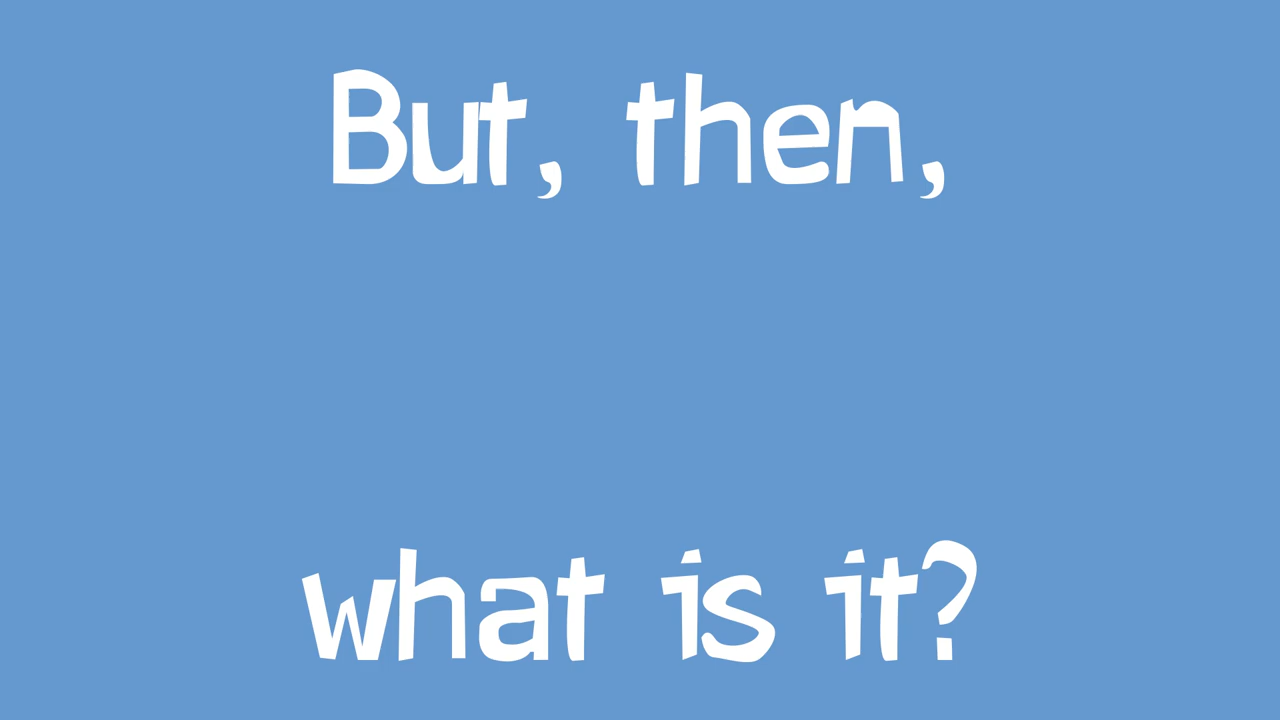 But, then,
what is it?